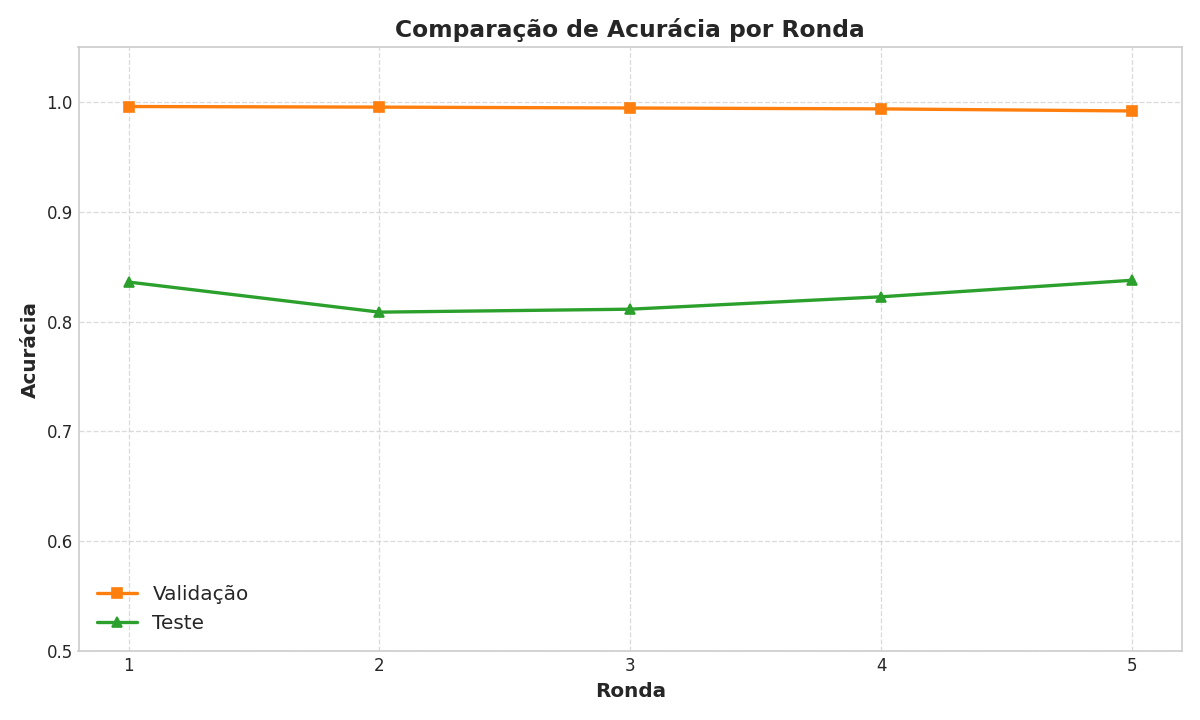 Comparação de Acurácia por Ronda
Acurácia
1.0
0.9
0.8
0.7
0.6
0.5
Validação
Teste
1 2 3 4 5
Ronda